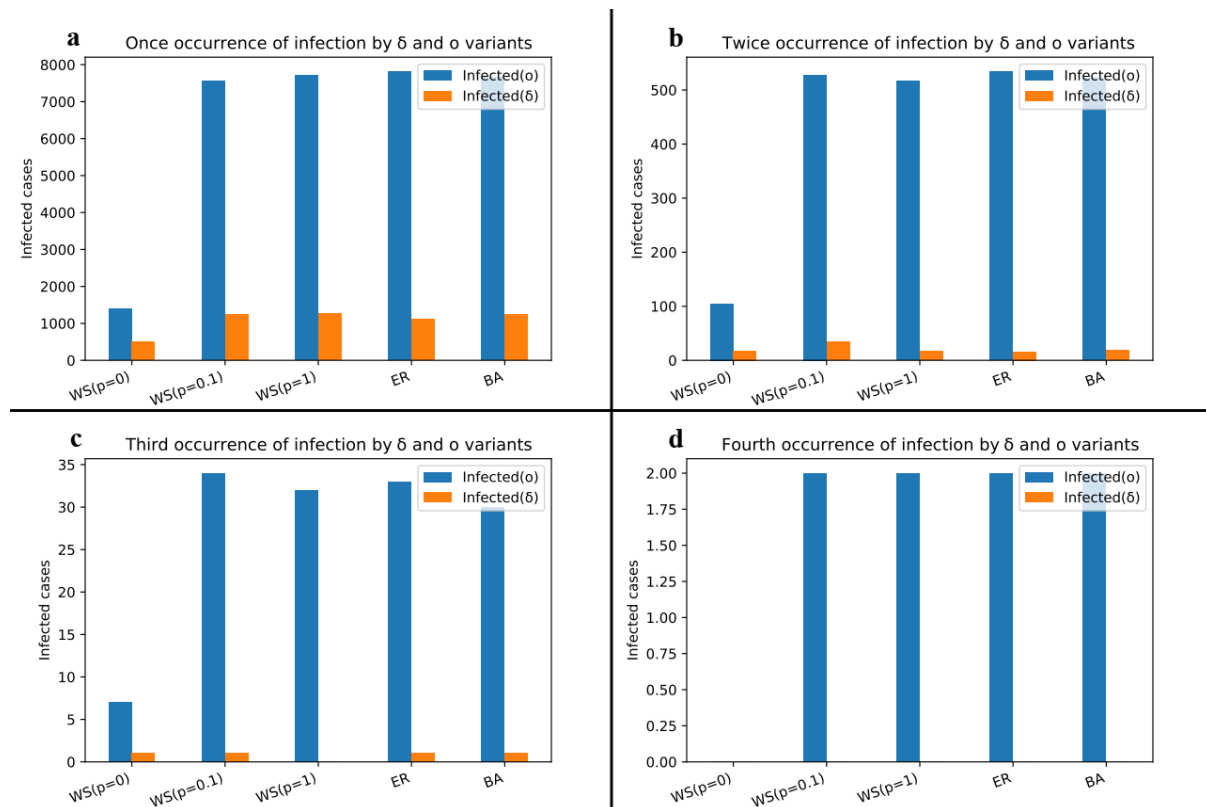 a
Once occurrence of infection by δ and o variants
Infected cases
8000
7000
6000
5000
4000
3000
2000
1000
0
Infected(o)
Infected(δ)
WS(p=0)
WS(p=0.1)
WS(p=1)
ER
BA
b
Twice occurrence of infection by δ and o variants
Infected cases
500
400
300
200
100
0
Infected(o)
Infected(δ)
WS(p=0)
WS(p=0.1)
WS(p=1)
ER
BA
c
Third occurrence of infection by δ and o variants
Infected cases
35
30
25
20
15
10
5
0
Infected(o)
Infected(δ)
WS(p=0)
WS(p=0.1)
WS(p=1)
ER
BA
d
Fourth occurrence of infection by δ and o variants
Infected cases
2.00
1.75
1.50
1.25
1.00
0.75
0.50
0.25
0.00
Infected(o)
Infected(δ)
WS(p=0)
WS(p=0.1)
WS(p=1)
ER
BA